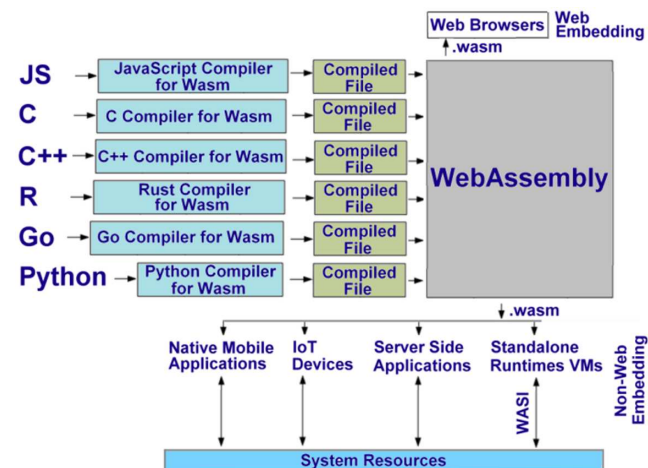 Web Browsers
Web
Embedding
.wasm
JS
JavaScript Compiler
for Wasm
Compiled
File
C
C Compiler for Wasm
Compiled
File
C++
C++ Compiler for Wasm
Compiled
File
WebAssembly
R
Rust Compiler
for Wasm
Compiled
File
Go
Go Compiler for Wasm
Compiled
File
Python
Python Compiler
for Wasm
Compiled
File
.wasm
Native Mobile
Applications
IoT
Devices
Server Side
Applications
Standalone
Runtimes VMs
Non-Web
Embedding
WASI
System Resources